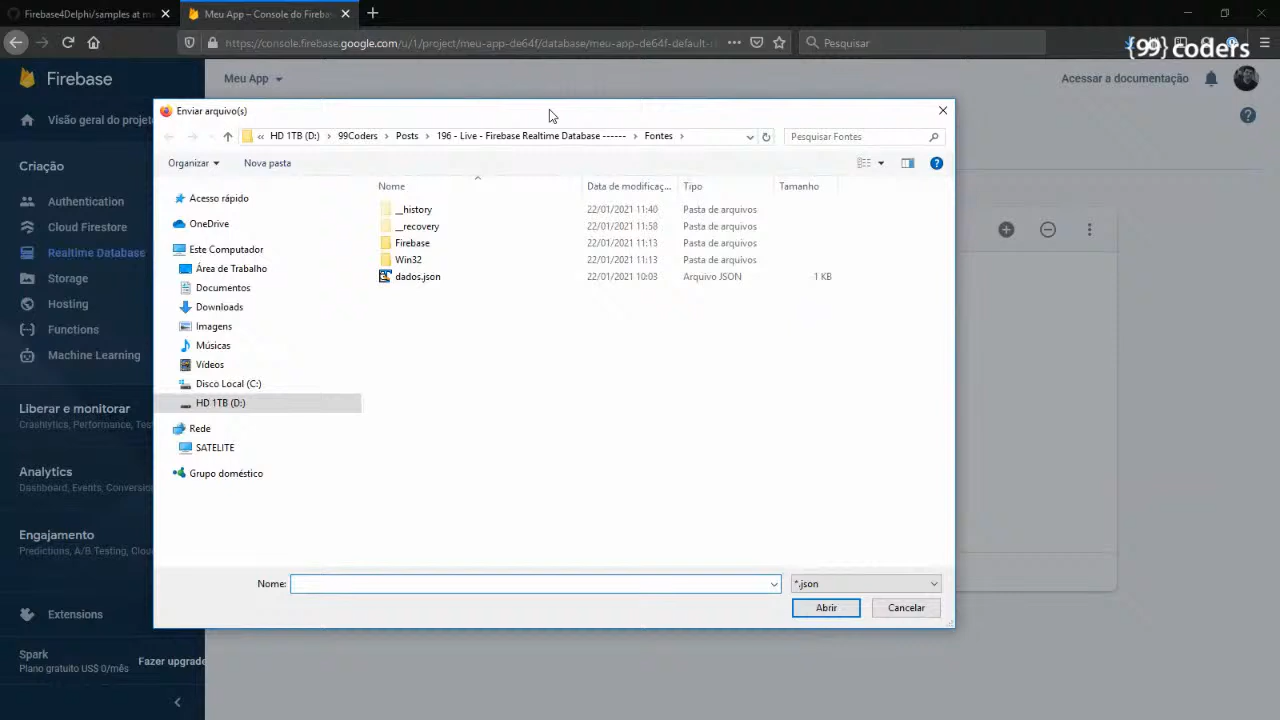 Firebase4Delphi/samples at m
Meu App – Console do Fireba
https://console.firebase.google.com/u/1/project/meu-app-de64f/database/meu-app-de64f-default-r
Pesquisar
{99} coders
Firebase
Meu App
Acessar a documentação
Visão geral do projet
Criação
Authentication
Cloud Firestore
Realtime Database
Storage
Hosting
Functions
Machine Learning
Liberar e monitorar
Crashlytics, Performance, Test
Analytics
Dashboard, Events, Conversion
Engajamento
Predictions, A/B Testing, Clou
Extensions
Spark
Plano gratuito US$ 0/mês
Fazer upgrade
Enviar arquivo(s)
« HD 1TB (D:) › 99Coders › Posts › 196 - Live - Firebase Realtime Database ------ › Fontes ›
Pesquisar Fontes
Organizar
Nova pasta
Acesso rápido
OneDrive
Este Computador
Área de Trabalho
Documentos
Downloads
Imagens
Músicas
Vídeos
Disco Local (C:)
HD 1TB (D:)
Rede
SATELITE
Grupo doméstico
Nome Data de modificaç... Tipo Tamanho
__history 22/01/2021 11:40 Pasta de arquivos
__recovery 22/01/2021 11:58 Pasta de arquivos
Firebase 22/01/2021 11:13 Pasta de arquivos
Win32 22/01/2021 11:13 Pasta de arquivos
dados.json 22/01/2021 10:03 Arquivo JSON 1 KB
Nome:
*.json
Abrir
Cancelar